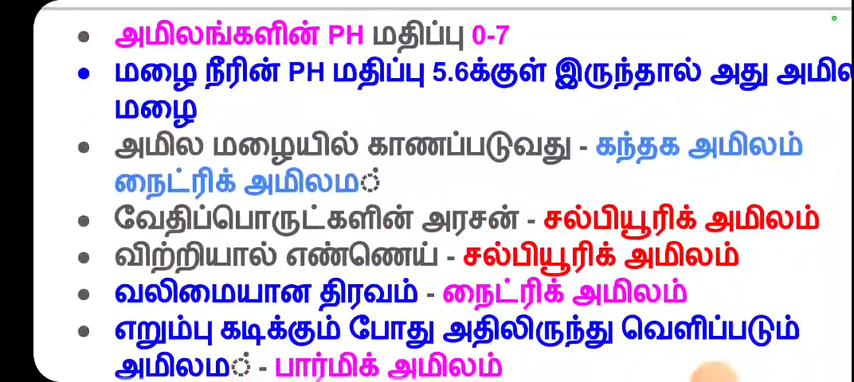 அமிலங்களின் PH மதிப்பு 0-7
மழை நீரின் PH மதிப்பு 5.6க்குள் இருந்தால் அது அமில
மழை
அமில மழையில் காணப்படுவது - கந்தக அமிலம்
நைட்ரிக் அமிலம்
வேதிப்பொருட்களின் அரசன் - சல்பியூரிக் அமிலம்
விற்றியால் எண்ணெய் - சல்பியூரிக் அமிலம்
வலிமையான திரவம் - நைட்ரிக் அமிலம்
எறும்பு கடிக்கும் போது அதிலிருந்து வெளிப்படும்
அமிலம் - பார்மிக் அமிலம்